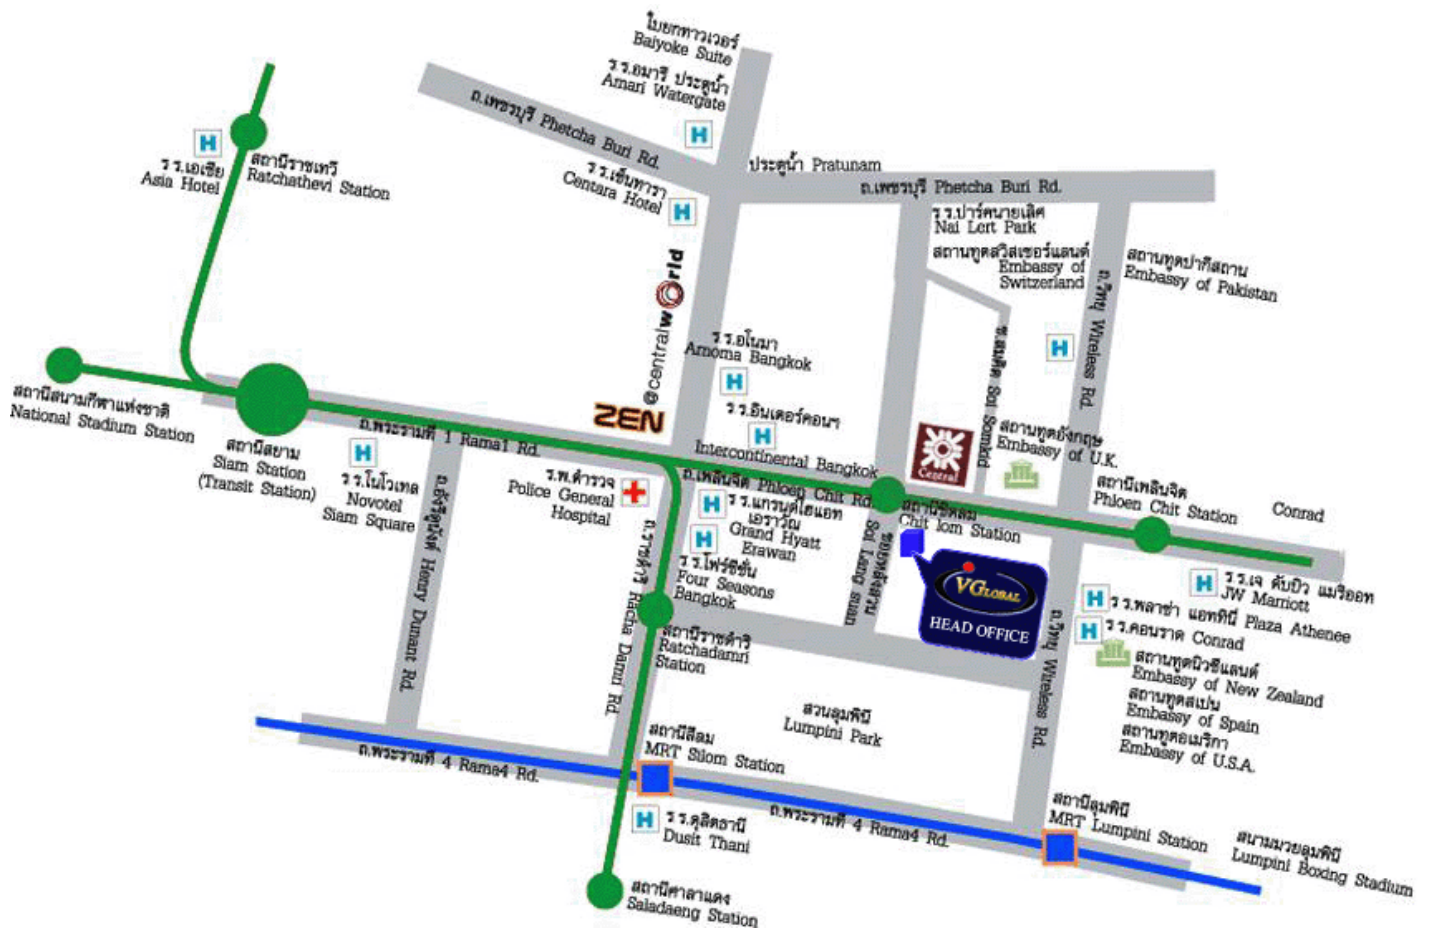 ใบยกทาวเวอร์
Baiyoke Suite
ร.ร.อมารี ประตูน้ำ
Amari Watergate
ถ.เพชรบุรี Phetcha Buri Rd.
ประตูน้ำ Pratunam
ถ.เพชรบุรี Phetcha Buri Rd.
ร.ร.เอเชีย
Asia Hotel
สถานีราชเทวี
Ratchathevi Station
ร.ร.เซ็นทารา
Centara Hotel
ร.ร.ปาร์คนายเลิศ
Nai Lert Park
สถานทูตสวิสเซอร์แลนด์
Embassy of
Switzerland
สถานทูตปากีสถาน
Embassy of Pakistan
@centralworld
ZEN
ร.ร.อโนมา
Arnoma Bangkok
ร.ร.อินเตอร์คอนฯ
Intercontinental Bangkok
ซ.สมคิด Soi Somkid
ถ.วิทยุ Wireless Rd.
Central
สถานทูตอังกฤษ
Embassy of U.K.
สถานีสนามกีฬาแห่งชาติ
National Stadium Station
สถานีสยาม
Siam Station
(Transit Station)
ถ.พระรามที่ 1 Rama1 Rd.
ร.ร.โนโวเทล
Novotel
Siam Square
ร.พ.ตำรวจ
Police General
Hospital
ถ.เพลินจิต Phloen Chit Rd.
ร.ร.แกรนด์ไฮแอท
เอราวัณ
Grand Hyatt
Erawan
สถานีชิดลม
Chit lom Station
สถานีเพลินจิต
Phloen Chit Station
Conrad
ร.ร.เจ ดับบิว แมริออท
JW Marriott
ร.ร.พลาซ่า แอททินี Plaza Athenee
ร.ร.คอนราด Conrad
สถานทูตนิวซีแลนด์
Embassy of New Zealand
สถานทูตสเปน
Embassy of Spain
สถานทูตอเมริกา
Embassy of U.S.A.
VGLOBAL
HEAD OFFICE
ซอยหลังสวน
Soi Lang suan
ร.ร.โฟร์ซีซั่น
Four Seasons
Bangkok
สถานีราชดำริ
Ratchadamri
Station
ถ.อังรีดูนังต์ Henry Dunant Rd.
ถ.ราชดำริ Racha Damri Rd.
ถ.วิทยุ Wireless Rd.
สวนลุมพินี
Lumpini Park
สถานีสีลม
MRT Silom Station
ถ.พระรามที่ 4 Rama4 Rd.
ถ.พระรามที่ 4 Rama4 Rd.
ร.ร.ดุสิตธานี
Dusit Thani
สถานีลุมพินี
MRT Lumpini Station
สนามมวยลุมพินี
Lumpini Boxing Stadium
สถานีศาลาแดง
Saladaeng Station